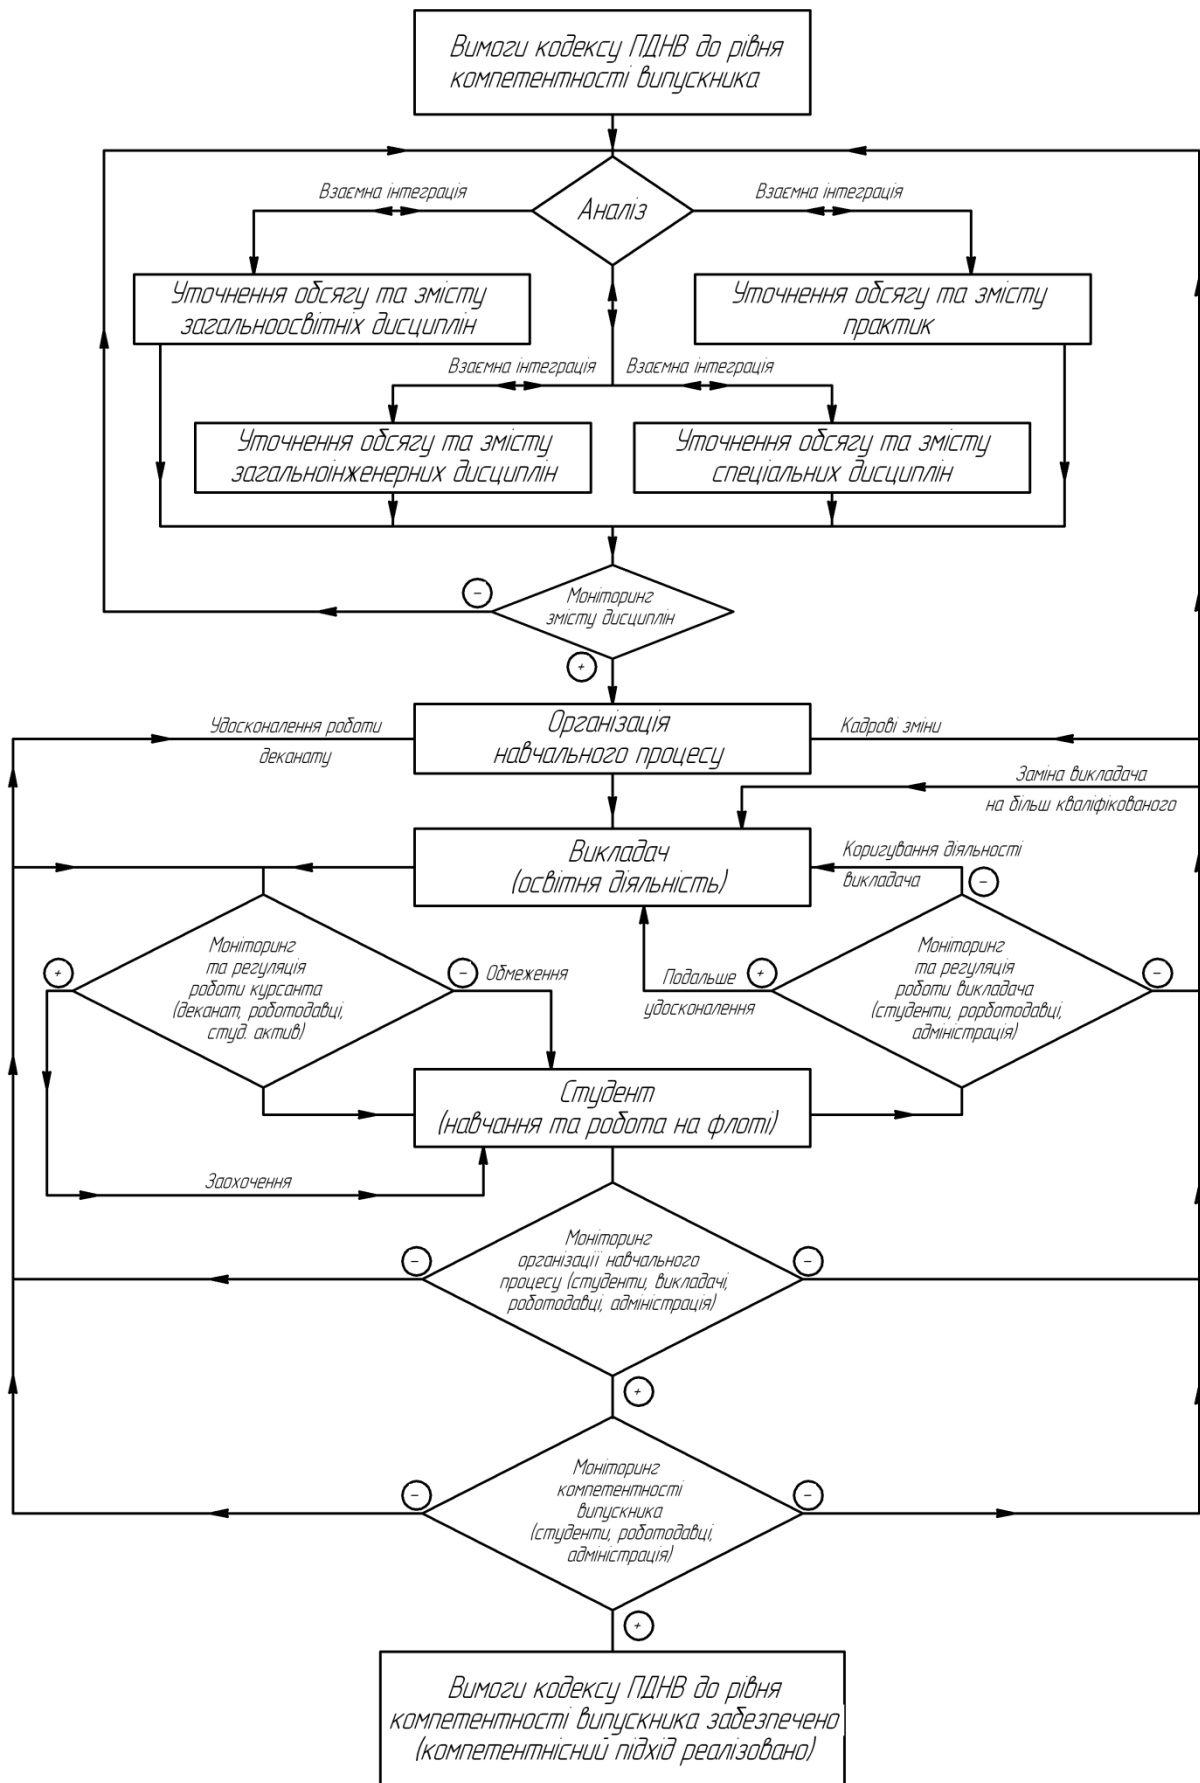 Вимоги кодексу ПДНВ до рівня
компетентності випускника
Взаємна інтеграція
Взаємна інтеграція
Аналіз
Уточнення обсягу та змісту
загальноосвітніх дисциплін
Уточнення обсягу та змісту
практик
Взаємна інтеграція
Взаємна інтеграція
Уточнення обсягу та змісту
загальноінженерних дисциплін
Уточнення обсягу та змісту
спеціальних дисциплін
−
Моніторинг
змісту дисциплін
+
Удосконалення роботи
деканату
Організація
навчального процесу
Кадрові зміни
Заміна викладача
на більш кваліфікованого
Викладач
(освітня діяльність)
Коригування діяльності
викладача
−
+
Моніторинг
та регуляція
роботи курсанта
(деканат, роботодавці,
студ. актив)
−
Обмеження
Подальше
удосконалення
+
Моніторинг
та регуляція
роботи викладача
(студенти, рорботодавці,
адміністрація)
−
Студент
(навчання та робота на флоті)
Заохочення
−
Моніторинг
організації навчального
процесу (студенти, викладачі,
роботодавці, адміністрація)
−
+
−
Моніторинг
компетентності
випускника
(студенти, роботодавці,
адміністрація)
−
+
Вимоги кодексу ПДНВ до рівня
компетентності випускника забезпечено
(компетентнісний підхід реалізовано)